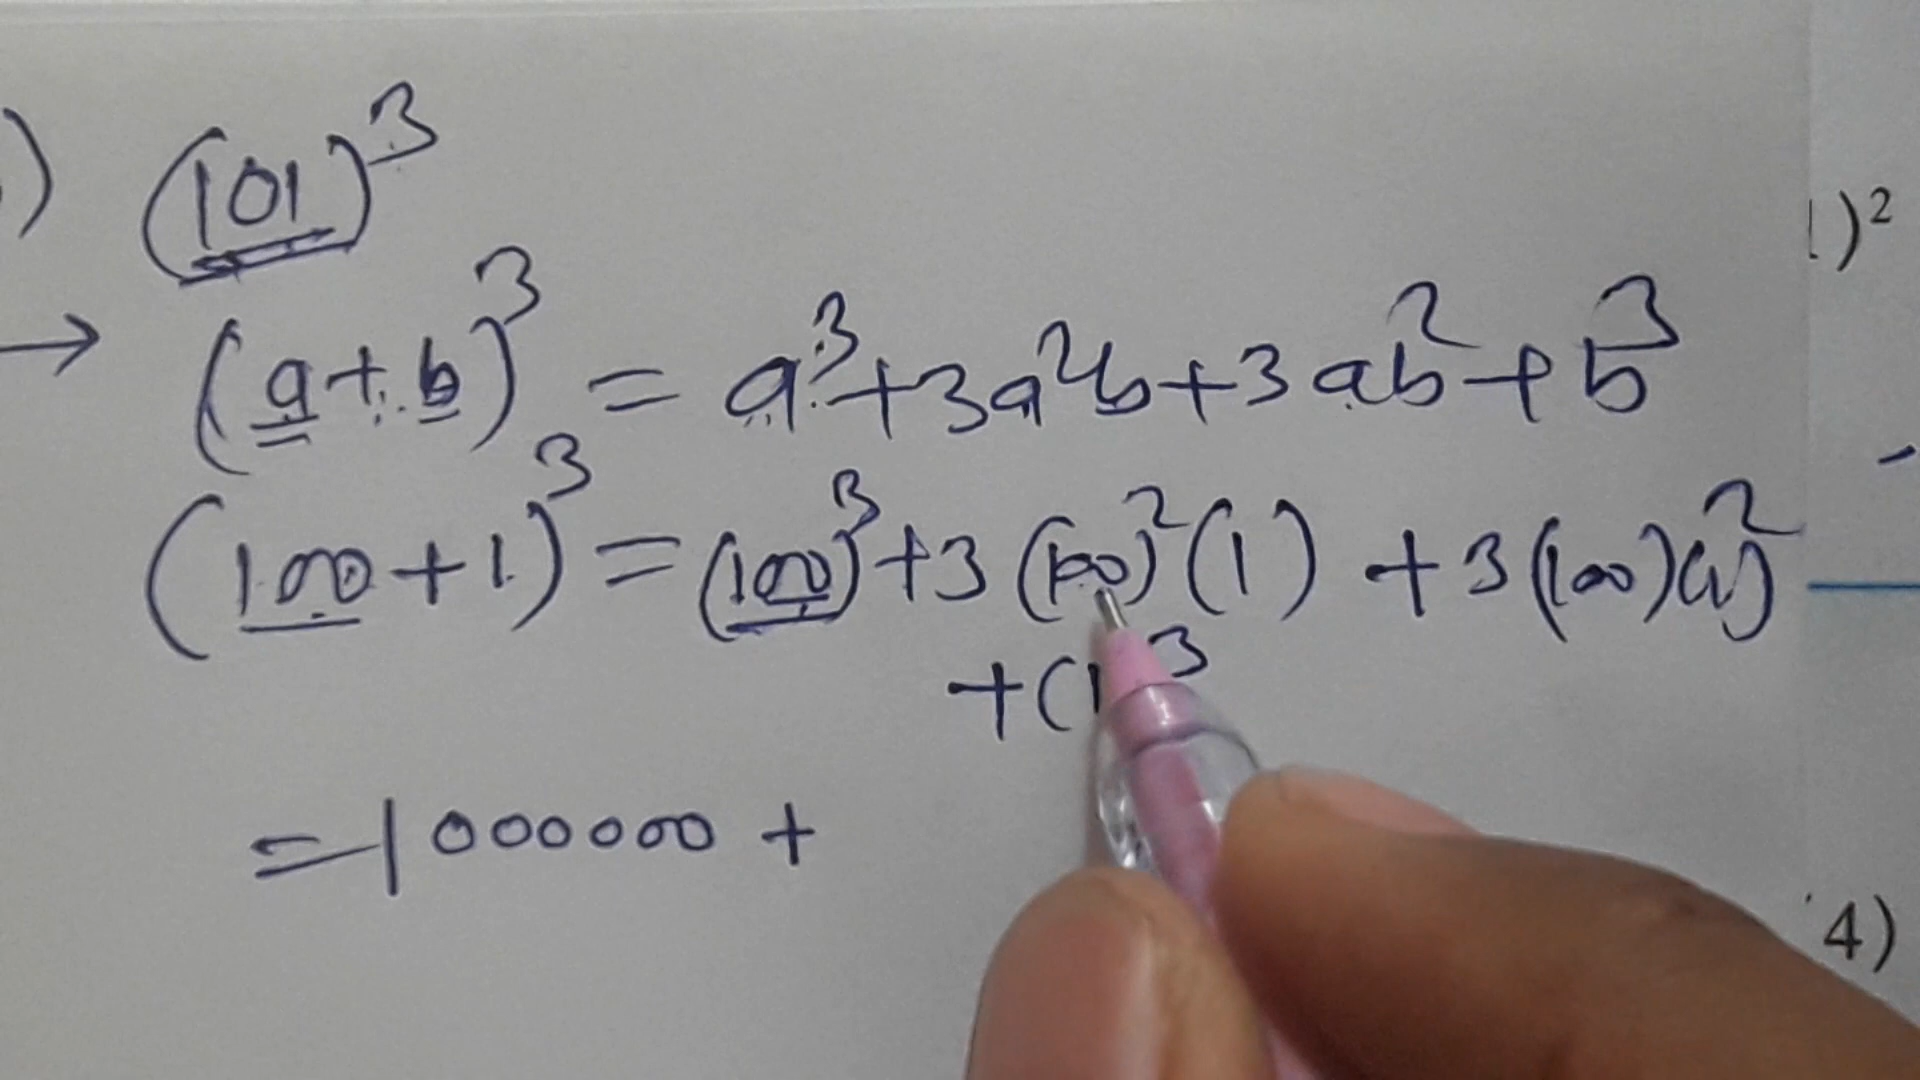 ) (101)³
→ (a+b)³ = a³+3a²b+3ab²+b³
(100+1)³ = (100)³+3(100)²(1) +3(100)(1)²
+(1 ³
=1000000 +
)²
4)